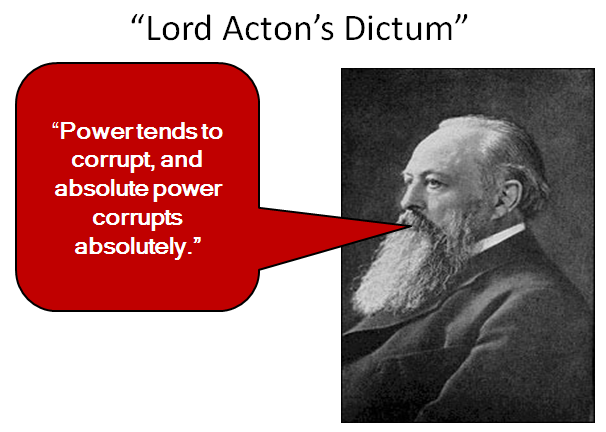 “Lord Acton’s Dictum”
“Power tends to
corrupt, and
absolute power
corrupts
absolutely.”